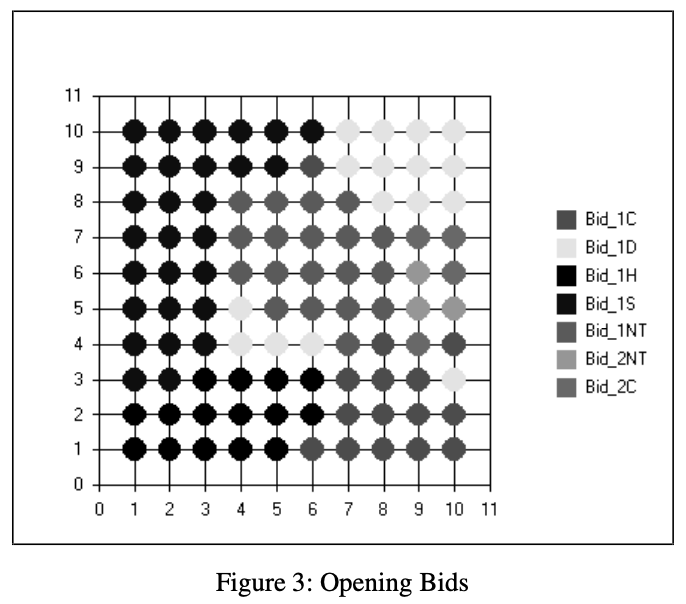 11
10
9
8
7
6
5
4
3
2
1
0
0 1 2 3 4 5 6 7 8 9 10 11
Bid_1C
Bid_1D
Bid_1H
Bid_1S
Bid_1NT
Bid_2NT
Bid_2C
Figure 3: Opening Bids